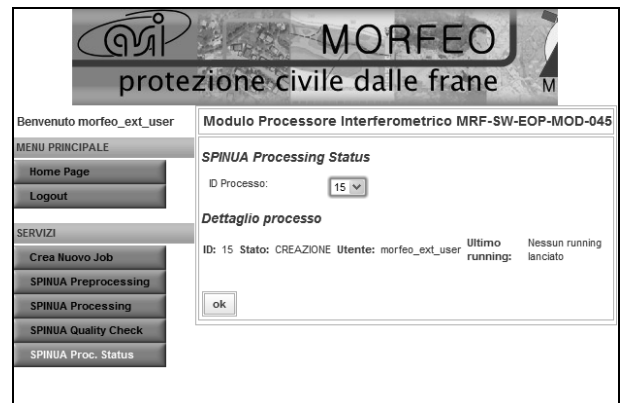 asi
MORFEO
protezione civile dalle frane
M
Benvenuto morfeo_ext_user
MENU PRINCIPALE
Home Page
Logout
SERVIZI
Crea Nuovo Job
SPINUA Preprocessing
SPINUA Processing
SPINUA Quality Check
SPINUA Proc. Status
Modulo Processore Interferometrico MRF-SW-EOP-MOD-045
SPINUA Processing Status
ID Processo: 15
Dettaglio processo
ID: 15 Stato: CREAZIONE Utente: morfeo_ext_user Ultimo running: Nessun running lanciato
ok